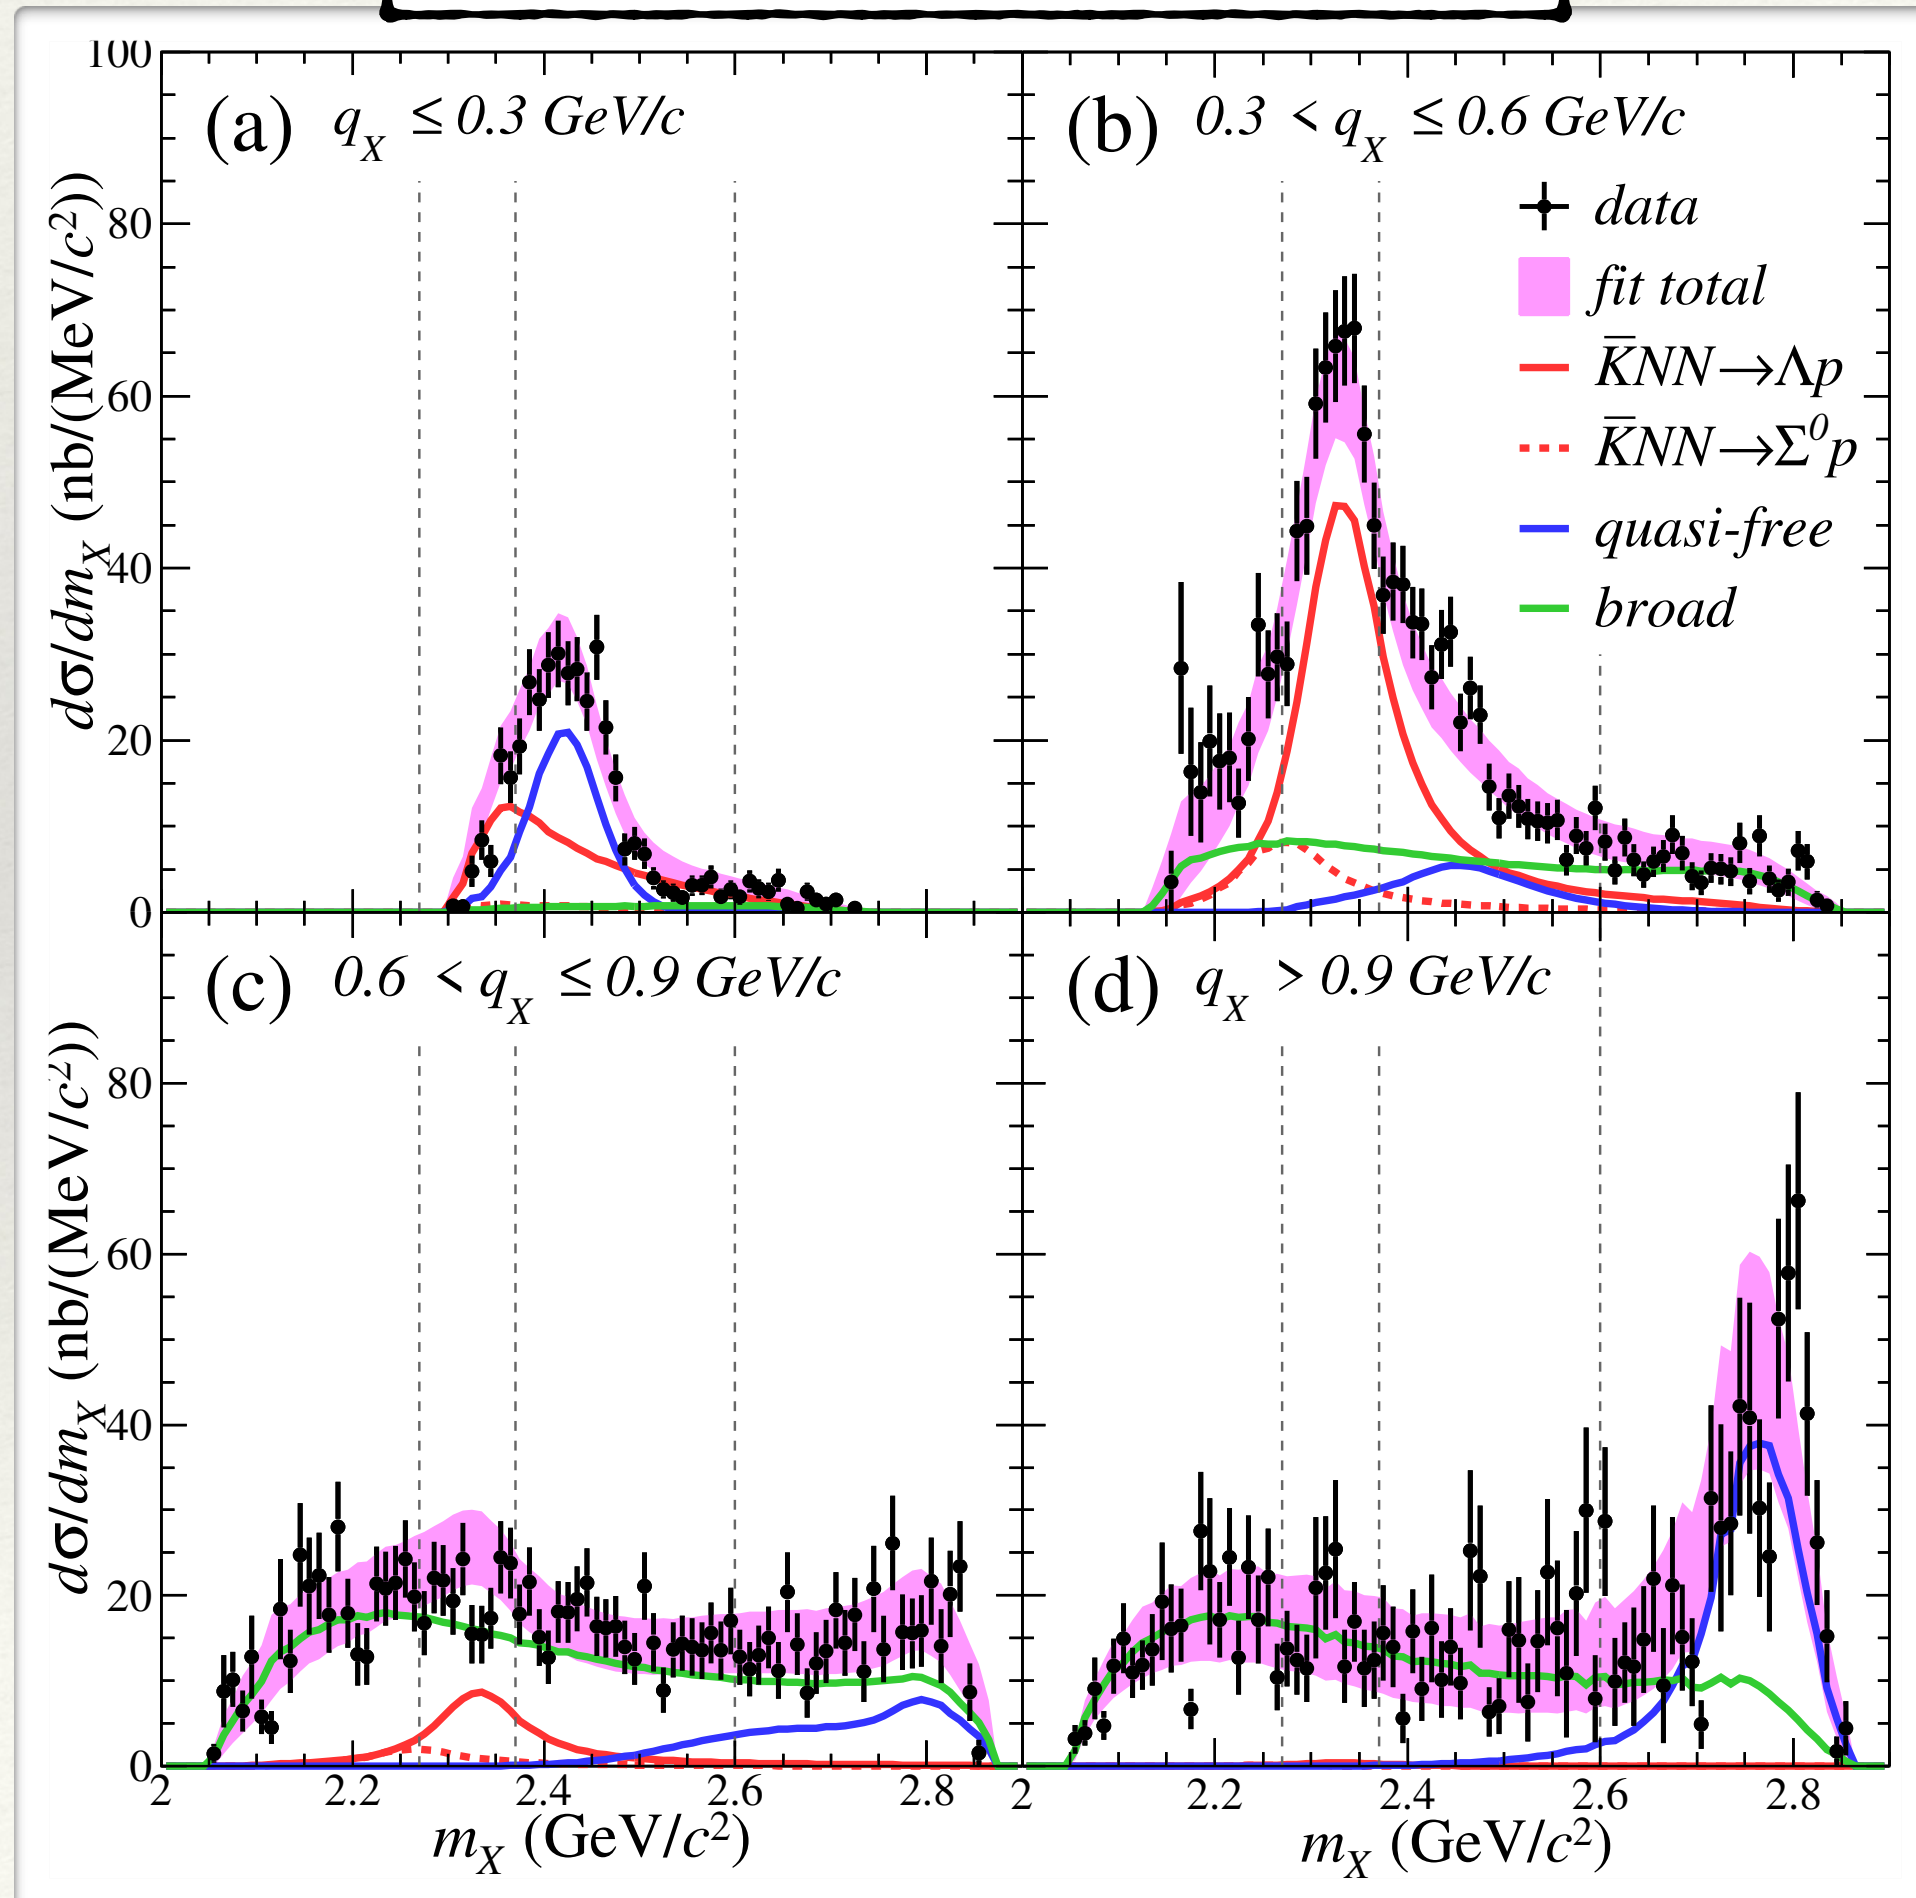 100
80
60
40
20
0
dσ/dm_X (nb/(MeV/c²))
(a) q_X ≤ 0.3 GeV/c
(b) 0.3 < q_X ≤ 0.6 GeV/c
data
fit total
K̅NN→Λp
K̅NN→Σ⁰p
quasi-free
broad
80
60
40
20
0
dσ/dm_X (nb/(MeV/c²))
(c) 0.6 < q_X ≤ 0.9 GeV/c
(d) q_X > 0.9 GeV/c
2 2.2 2.4 2.6 2.8 2 2.2 2.4 2.6 2.8
m_X (GeV/c²) m_X (GeV/c²)